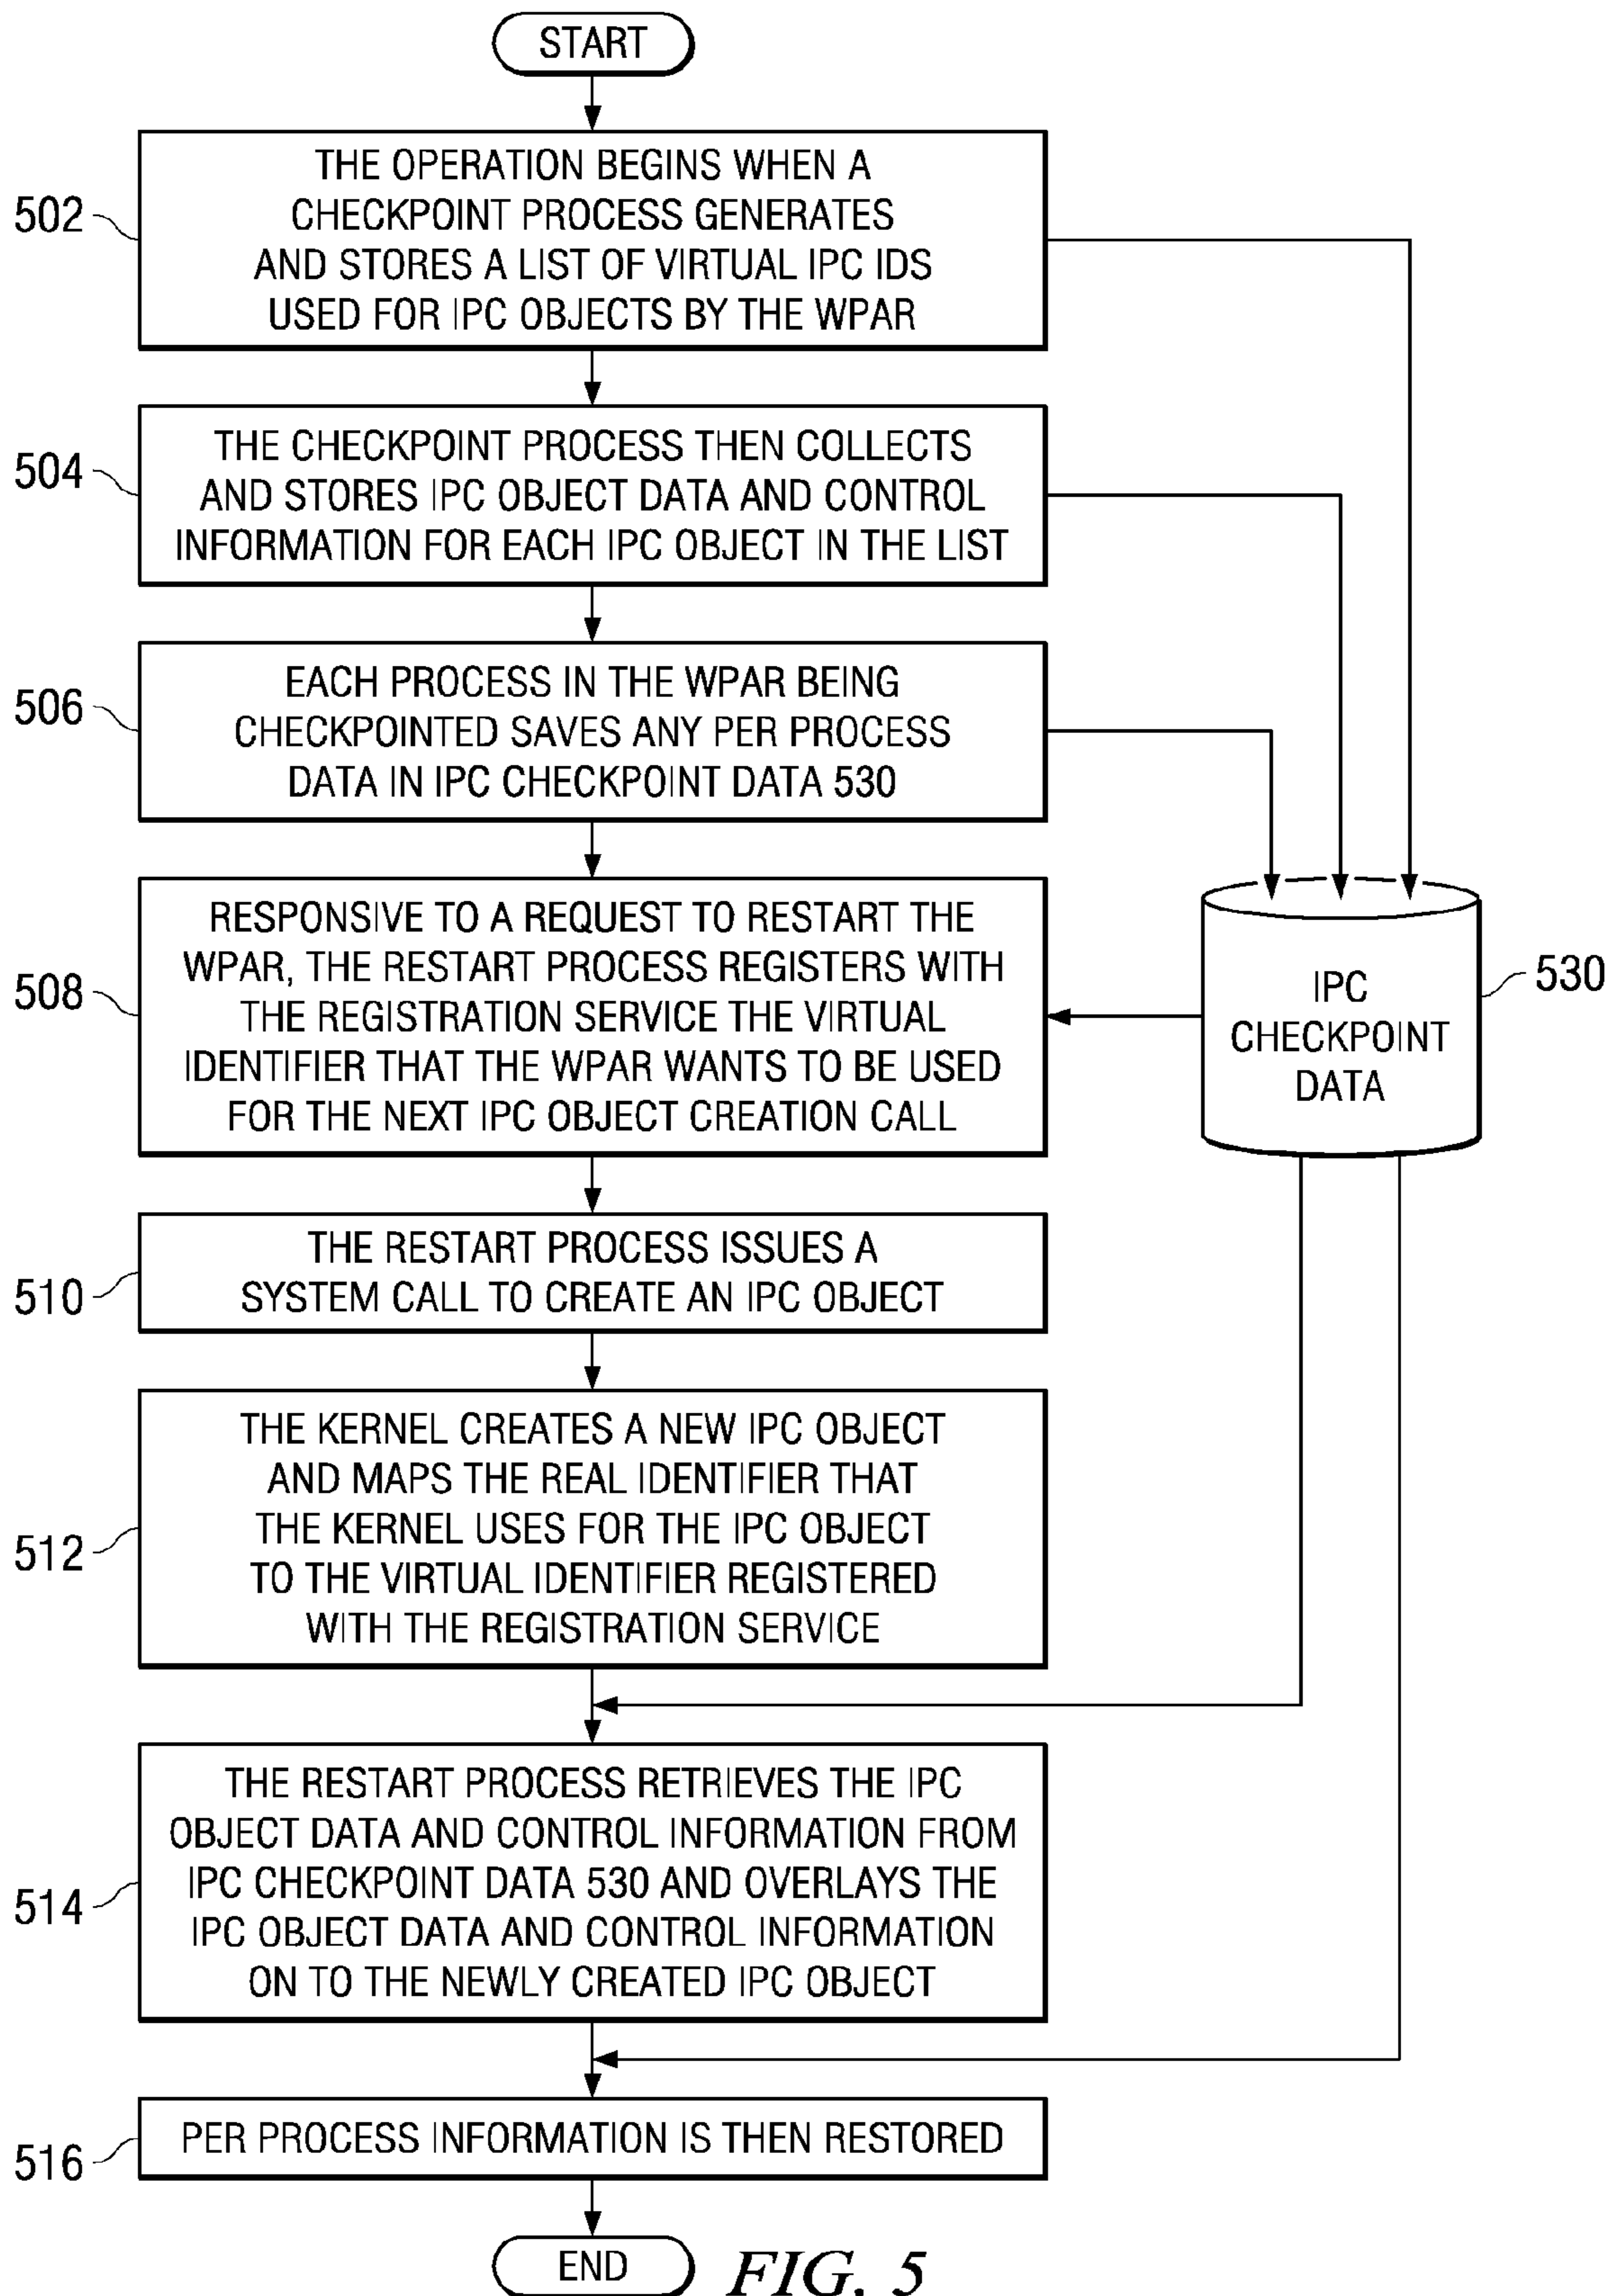 START
502
THE OPERATION BEGINS WHEN A
CHECKPOINT PROCESS GENERATES
AND STORES A LIST OF VIRTUAL IPC IDS
USED FOR IPC OBJECTS BY THE WPAR
504
THE CHECKPOINT PROCESS THEN COLLECTS
AND STORES IPC OBJECT DATA AND CONTROL
INFORMATION FOR EACH IPC OBJECT IN THE LIST
506
EACH PROCESS IN THE WPAR BEING
CHECKPOINTED SAVES ANY PER PROCESS
DATA IN IPC CHECKPOINT DATA 530
508
RESPONSIVE TO A REQUEST TO RESTART THE
WPAR, THE RESTART PROCESS REGISTERS WITH
THE REGISTRATION SERVICE THE VIRTUAL
IDENTIFIER THAT THE WPAR WANTS TO BE USED
FOR THE NEXT IPC OBJECT CREATION CALL
IPC
CHECKPOINT
DATA
530
510
THE RESTART PROCESS ISSUES A
SYSTEM CALL TO CREATE AN IPC OBJECT
512
THE KERNEL CREATES A NEW IPC OBJECT
AND MAPS THE REAL IDENTIFIER THAT
THE KERNEL USES FOR THE IPC OBJECT
TO THE VIRTUAL IDENTIFIER REGISTERED
WITH THE REGISTRATION SERVICE
514
THE RESTART PROCESS RETRIEVES THE IPC
OBJECT DATA AND CONTROL INFORMATION FROM
IPC CHECKPOINT DATA 530 AND OVERLAYS THE
IPC OBJECT DATA AND CONTROL INFORMATION
ON TO THE NEWLY CREATED IPC OBJECT
516
PER PROCESS INFORMATION IS THEN RESTORED
END
FIG. 5